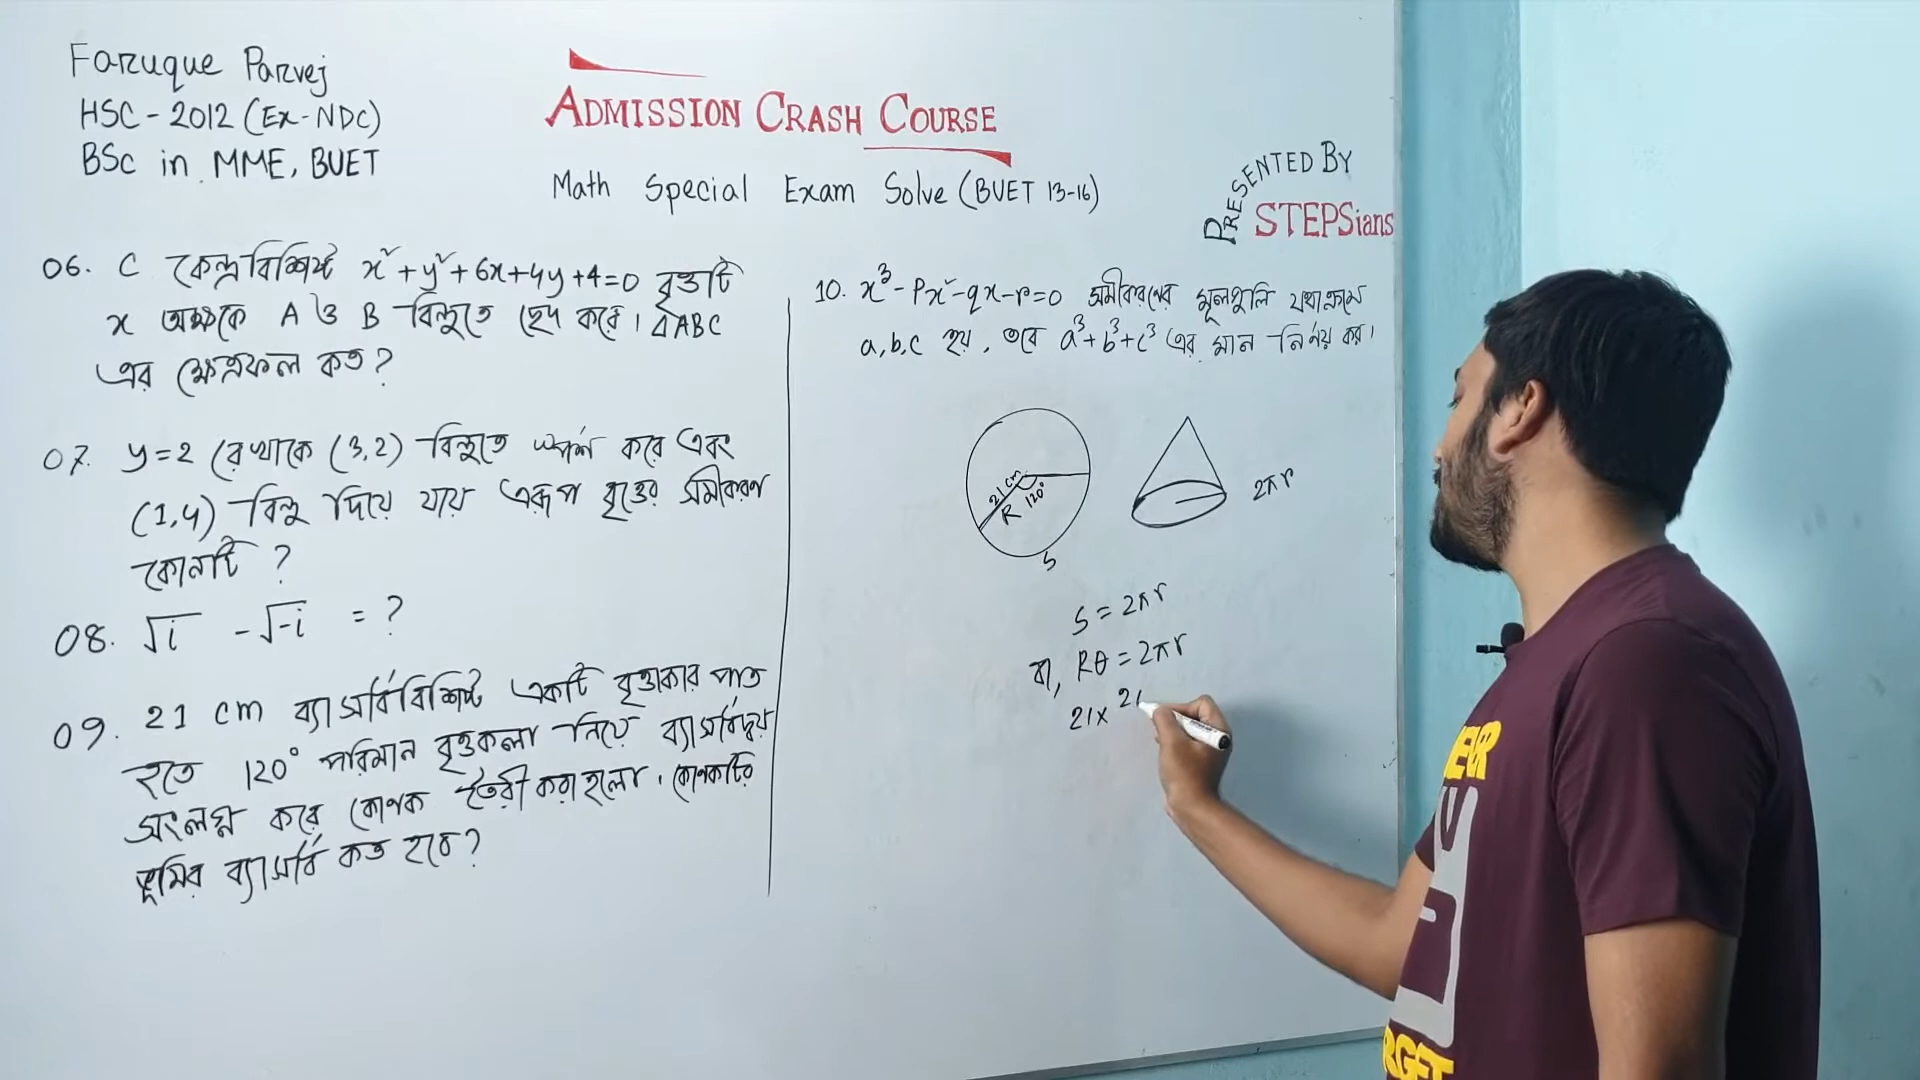 Faruque Parvej
HSC - 2012 (Ex-NDC)
BSc in MME, BUET
ADMISSION CRASH COURSE
Math Special Exam Solve (BUET 13-16)
PRESENTED BY
STEPSians
06. C কেন্দ্রবিশিষ্ট x²+y²+6x+4y+4=0 বৃত্তটি
x অক্ষকে A ও B বিন্দুতে ছেদ করে। ΔABC
এর ক্ষেত্রফল কত?
07. y=2 রেখাকে (3,2) বিন্দুতে স্পর্শ করে এবং
(1,4) বিন্দু দিয়ে যায় এরূপ বৃত্তের সমীকরণ
কোনটি ?
08. √i - √-i = ?
09. 21 cm ব্যাসার্ধবিশিষ্ট একটি বৃত্তাকার পাত
হতে 120° পরিমান বৃত্তকলা নিয়ে ব্যাসার্ধদ্বয়
সংলগ্ন করে কোণক তৈরী করা হলো। কোণকটির
ভূমির ব্যাসার্ধ কত হবে?
10. x³-Px²-qx-r=0 সমীকরণের মূলগুলি যথাক্রমে
a,b,c হয়, তবে a³+b³+c³ এর মান নির্ণয় কর।
21 cm
R 120°
S
2πr
S = 2πr
বা, Rθ = 2πr
21x 2